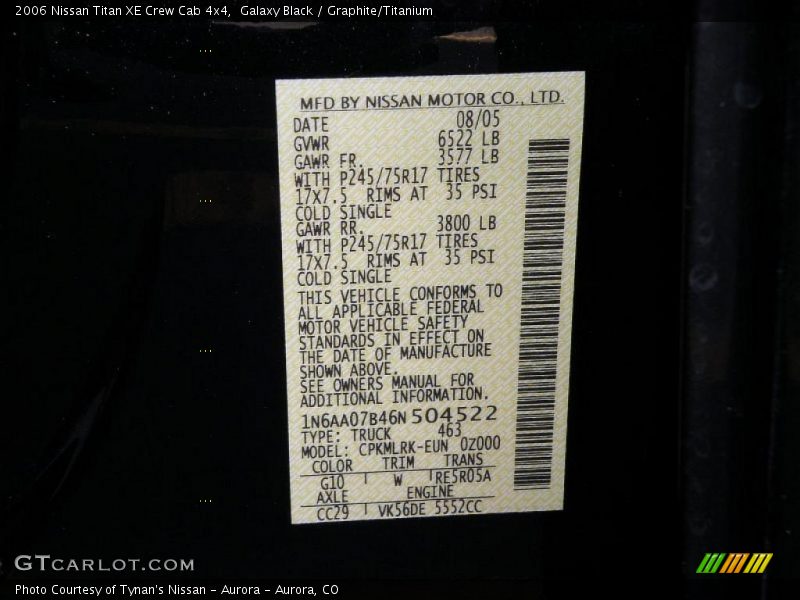 2006 Nissan Titan XE Crew Cab 4x4,  Galaxy Black / Graphite/Titanium
MFD BY NISSAN MOTOR CO., LTD.
DATE 08/05
GVWR 6522 LB
GAWR FR. 3577 LB
WITH P245/75R17 TIRES
17X7.5 RIMS AT 35 PSI
COLD SINGLE
GAWR RR. 3800 LB
WITH P245/75R17 TIRES
17X7.5 RIMS AT 35 PSI
COLD SINGLE
THIS VEHICLE CONFORMS TO
ALL APPLICABLE FEDERAL
MOTOR VEHICLE SAFETY
STANDARDS IN EFFECT ON
THE DATE OF MANUFACTURE
SHOWN ABOVE.
SEE OWNERS MANUAL FOR
ADDITIONAL INFORMATION.
1N6AA07B46N504522
TYPE: TRUCK 463
MODEL: CPKMLRK-EUN 0Z000
COLOR TRIM TRANS
G10 W RE5R05A
AXLE ENGINE
CC29 VK56DE 5552CC
GTCARLOT.COM
Photo Courtesy of Tynan's Nissan - Aurora - Aurora, CO